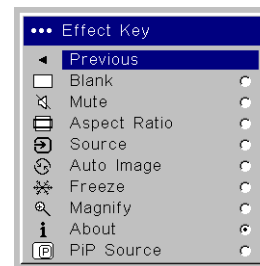 ••• Effect Key
Previous
Blank
Mute
Aspect Ratio
Source
Auto Image
Freeze
Magnify
i About
P PiP Source